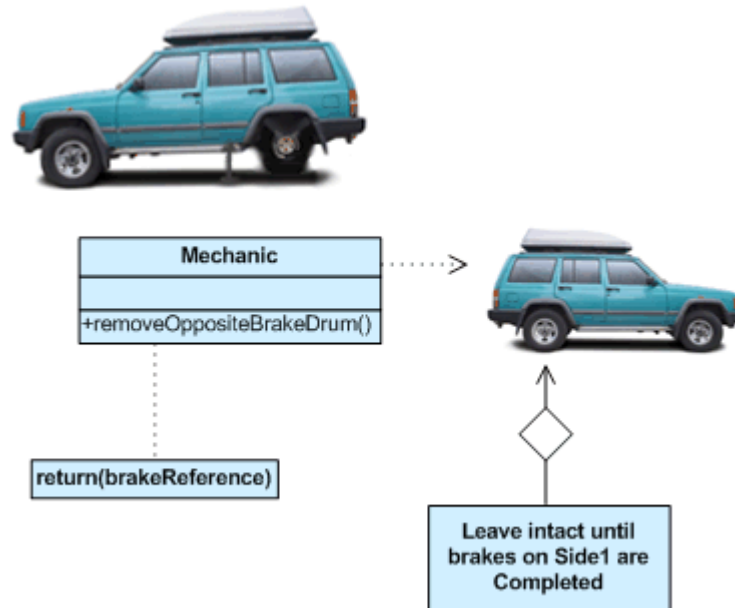 Mechanic
+removeOppositeBrakeDrum()
return(brakeReference)
Leave intact until
brakes on Side1 are
Completed